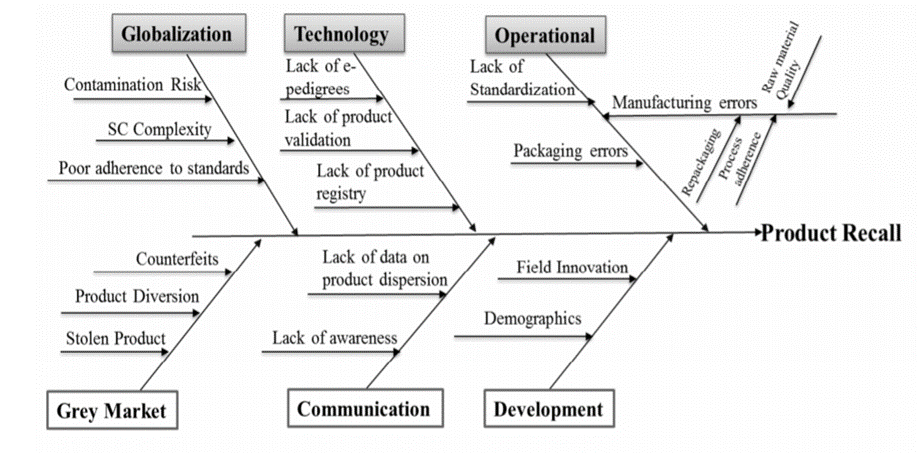 Globalization
Technology
Operational
Contamination Risk
SC Complexity
Poor adherence to standards
Lack of e-
pedigrees
Lack of product
validation
Lack of product
registry
Lack of
Standardization
Packaging errors
Manufacturing errors
Raw material
Quality
Repackaging
Process
adherence
Product Recall
Counterfeits
Product Diversion
Stolen Product
Lack of data on
product dispersion
Lack of awareness
Field Innovation
Demographics
Grey Market
Communication
Development